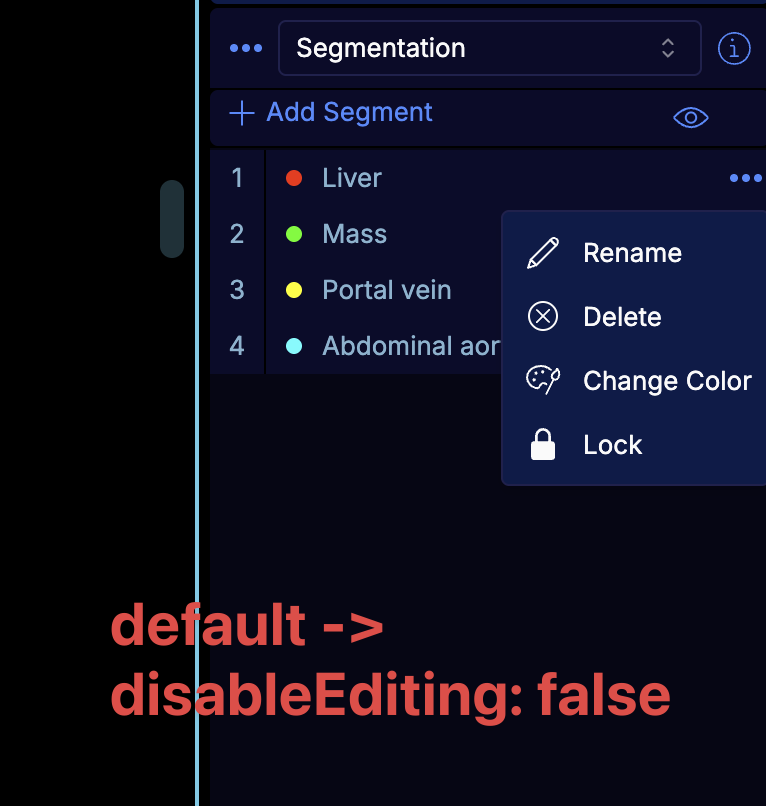 Segmentation
Add Segment
1 Liver
2 Mass
3 Portal vein
4 Abdominal aor
Rename
Delete
Change Color
Lock
default ->
disableEditing: false